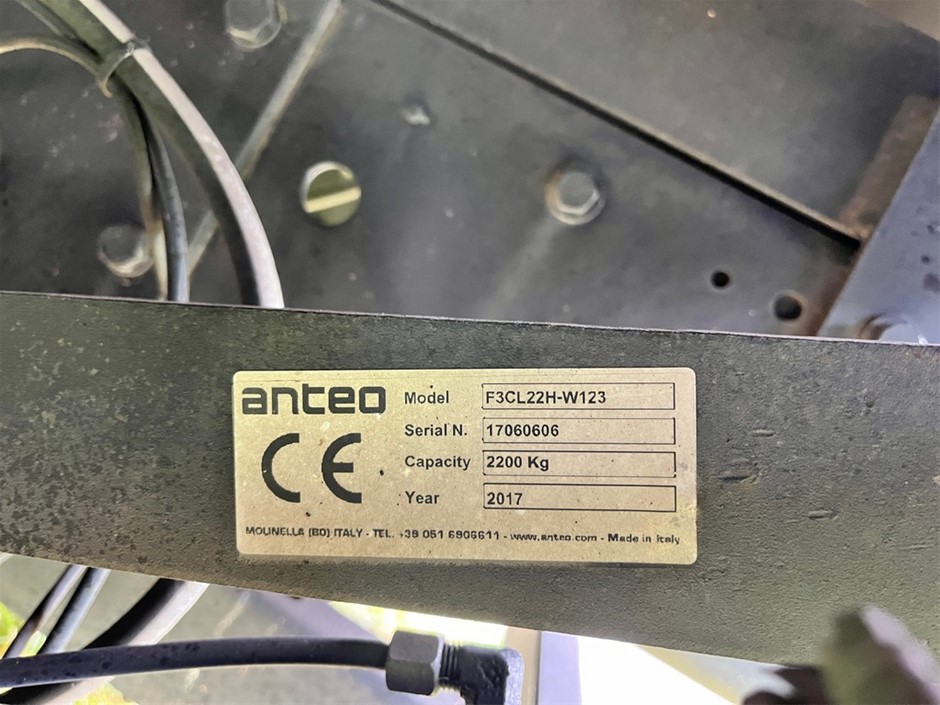 anteo
CE
Model F3CL22H-W123
Serial N. 17060606
Capacity 2200 Kg
Year 2017
MOLINELLA (BO) ITALY - TEL. +39 051 6906611 - www.anteo.com - Made in Italy